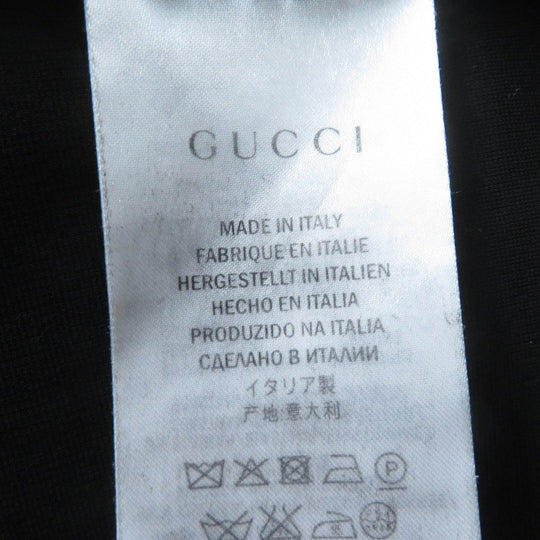 GUCCI
MADE IN ITALY
FABRIQUE EN ITALIE
HERGESTELLT IN ITALIEN
HECHO EN ITALIA
PRODUZIDO NA ITALIA
СДЕЛАНО В ИТАЛИИ
イタリア製
产地:意大利
P